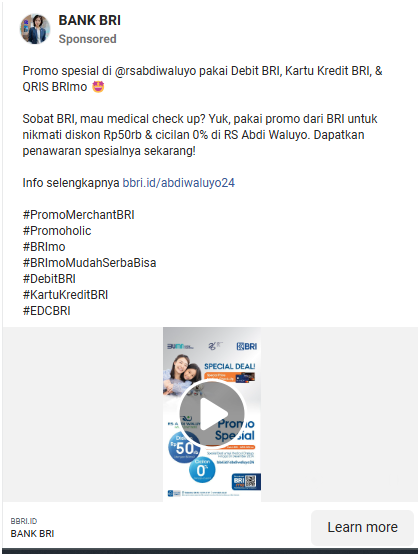 BANK BRI
Sponsored
Promo spesial di @rsabdiwaluyo pakai Debit BRI, Kartu Kredit BRI, &
QRIS BRImo 🤩
Sobat BRI, mau medical check up? Yuk, pakai promo dari BRI untuk
nikmati diskon Rp50rb & cicilan 0% di RS Abdi Waluyo. Dapatkan
penawaran spesialnya sekarang!
Info selengkapnya bbri.id/abdiwaluyo24
#PromoMerchantBRI
#Promoholic
#BRImo
#BRImoMudahSerbaBisa
#DebitBRI
#KartuKreditBRI
#EDCBRI
BRI
SPECIAL DEAL!
Promo
Spesial
Rp50
0%
BBRI.ID
BANK BRI
Learn more